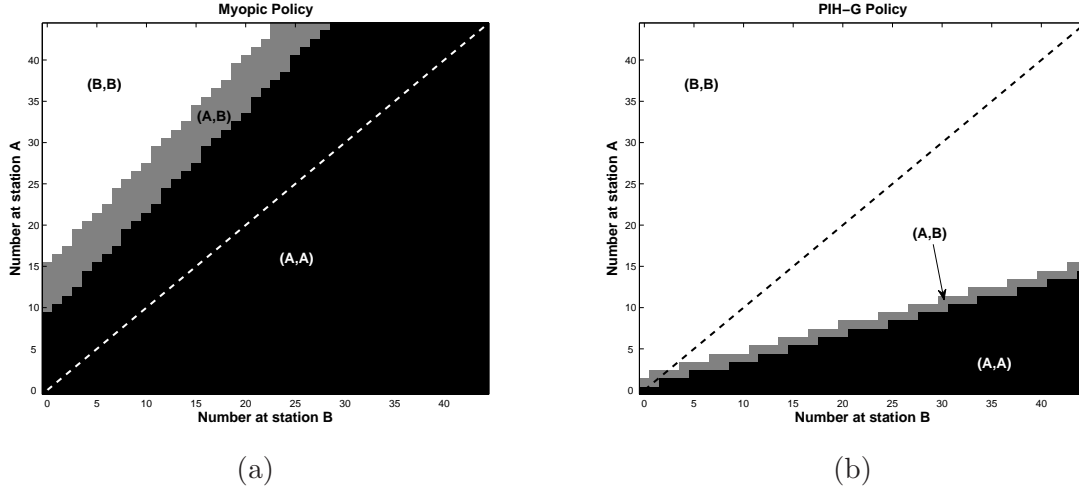 Myopic Policy
(B,B)
(A,B)
(A,A)
Number at station A
0
5
10
15
20
25
30
35
40
0 5 10 15 20 25 30 35 40
Number at station B
(a)
PIH−G Policy
(B,B)
(A,B)
(A,A)
Number at station A
0
5
10
15
20
25
30
35
40
0 5 10 15 20 25 30 35 40
Number at station B
(b)